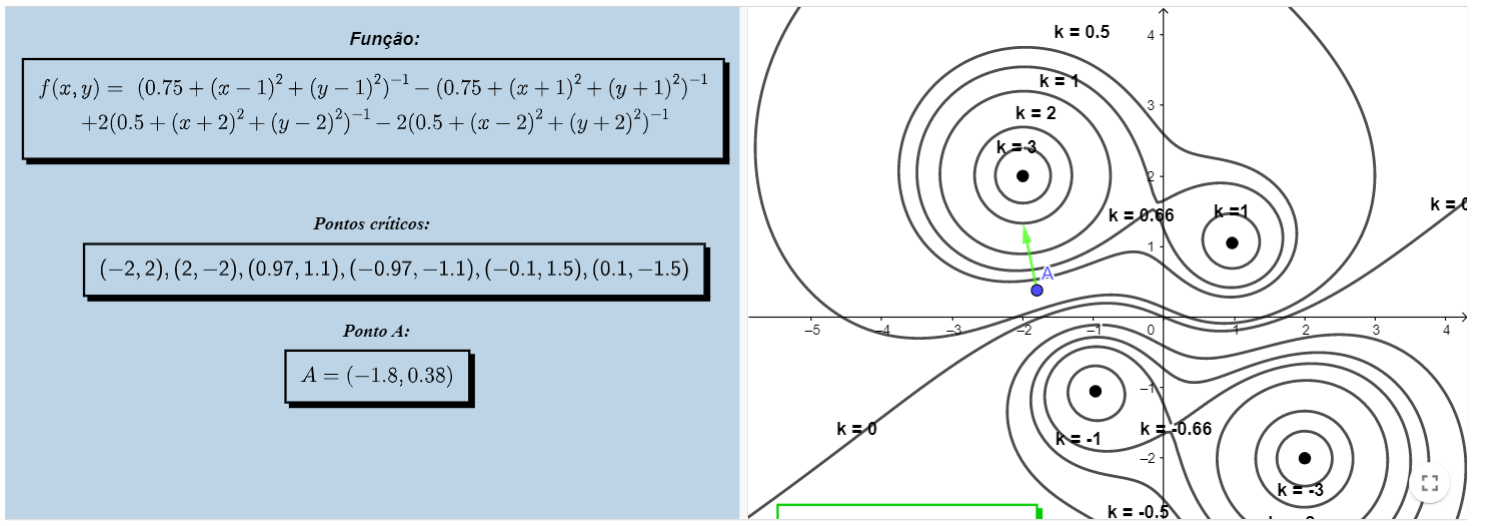 Função:
f(x, y) = (0.75 + (x − 1)² + (y − 1)²)⁻¹ − (0.75 + (x + 1)² + (y + 1)²)⁻¹
+2(0.5 + (x + 2)² + (y − 2)²)⁻¹ − 2(0.5 + (x − 2)² + (y + 2)²)⁻¹
Pontos críticos:
(−2, 2), (2, −2), (0.97, 1.1), (−0.97, −1.1), (−0.1, 1.5), (0.1, −1.5)
Ponto A:
A = (−1.8, 0.38)
k = 0.5
4
k = 1
3
k = 2
k = 3
2
k = 0.66
k =1
k = 0
1
A
−5 −4 −3 −2 −1 0 1 2 3 4
−1
k = 0
k = -1
k = -0.66
−2
k = -3
k = -0.5